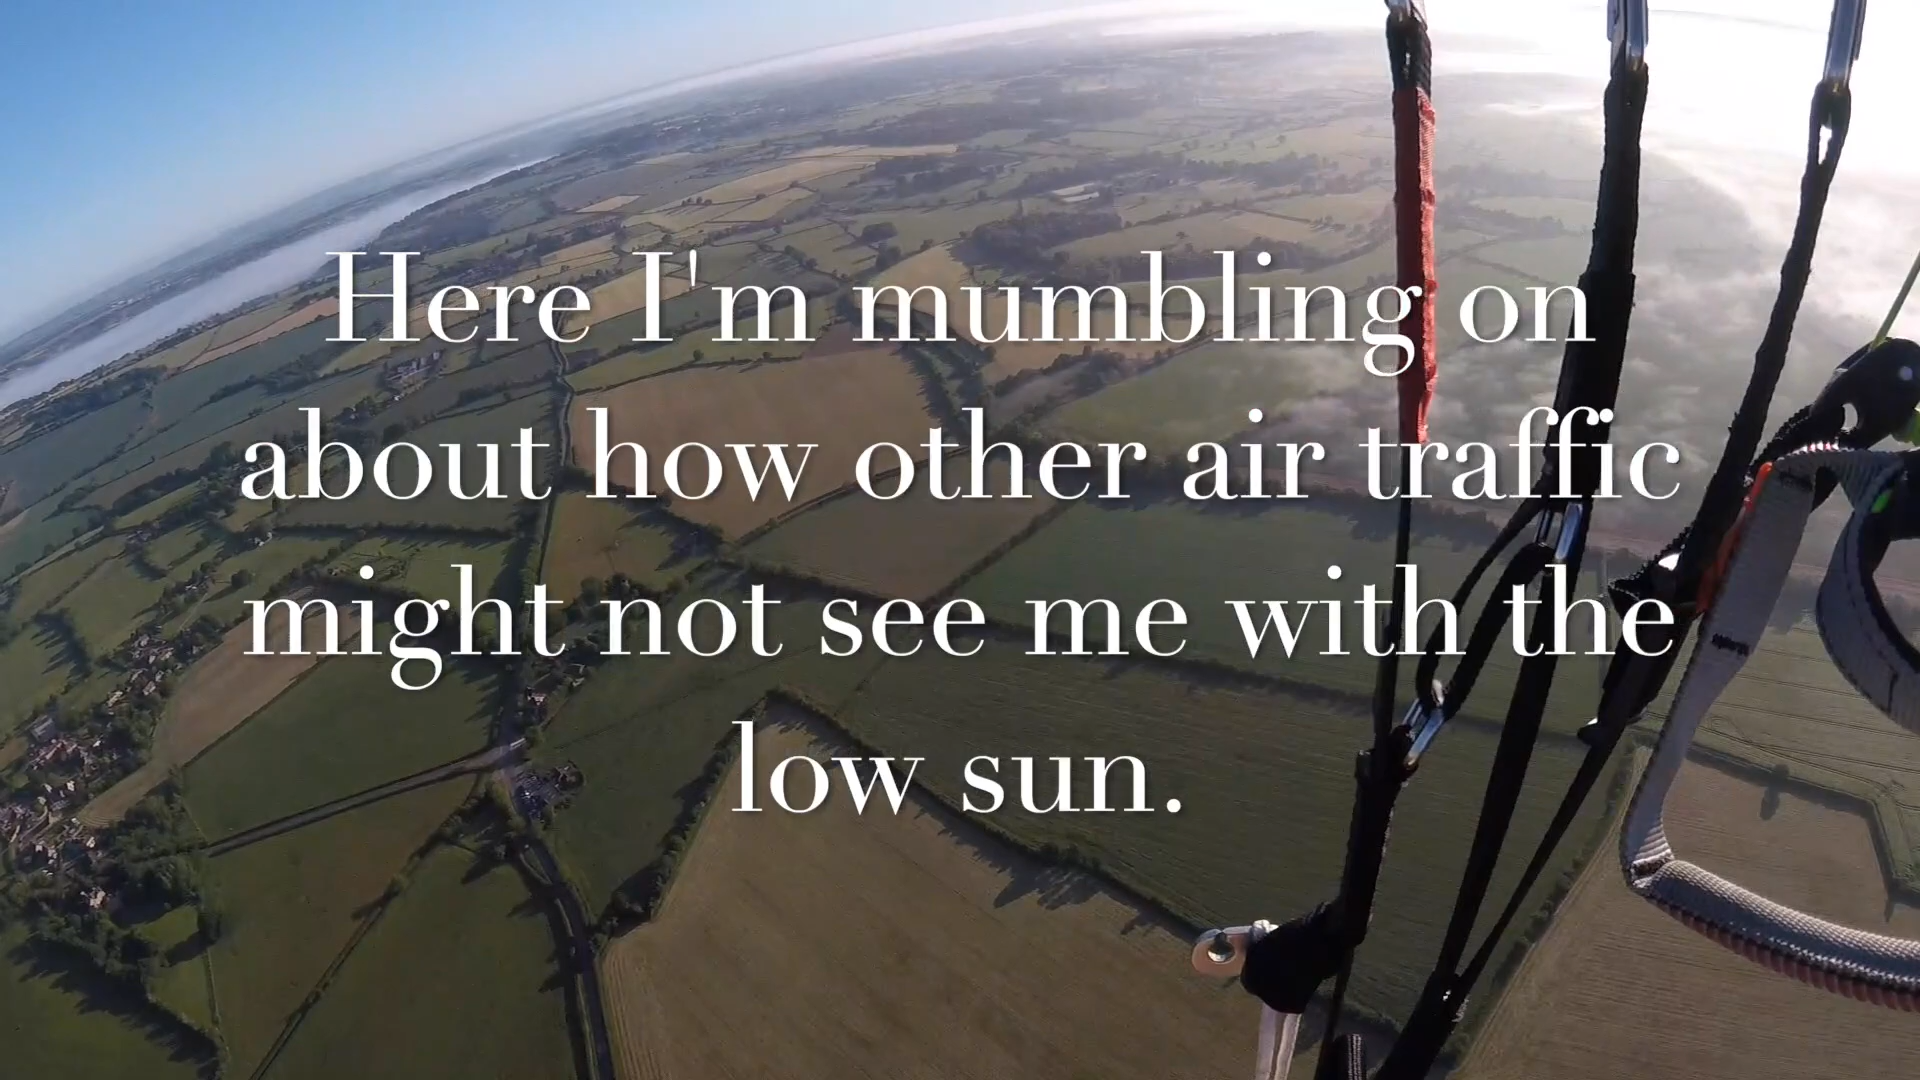 Here I'm mumbling on
about how other air traffic
might not see me with the
low sun.